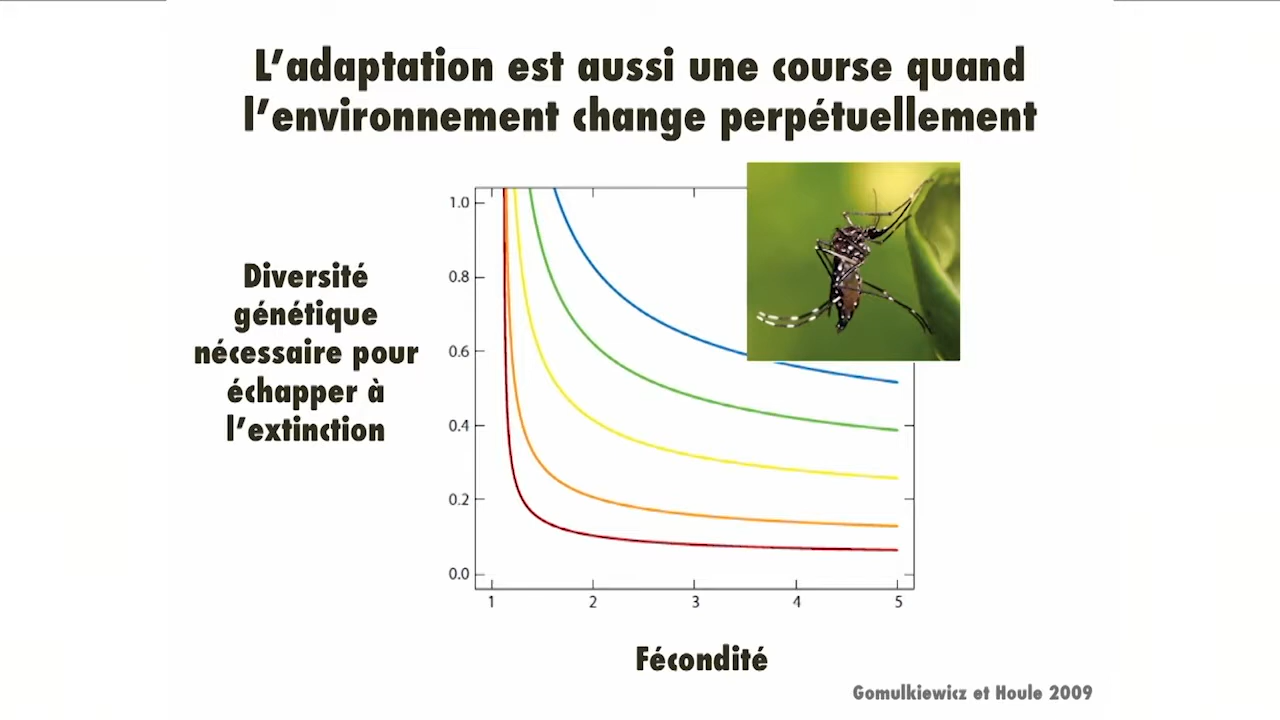 L'adaptation est aussi une course quand
l'environnement change perpétuellement
Diversité
génétique
nécessaire pour
échapper à
l'extinction
1.0
0.8
0.6
0.4
0.2
0.0
1 2 3 4 5
Fécondité
Gomulkiewicz et Houle 2009